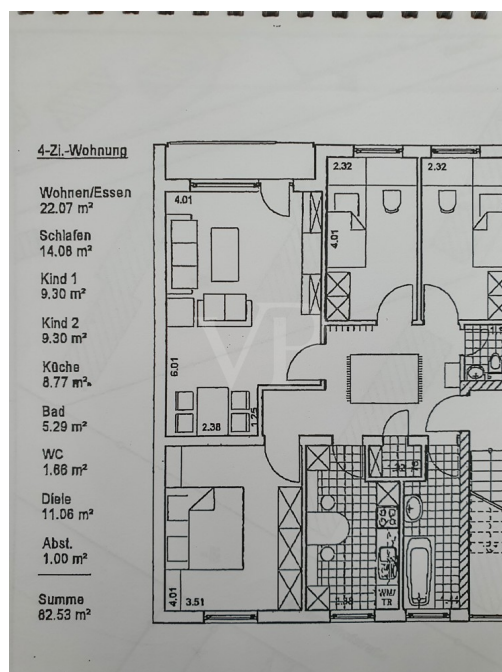 4-Zi.-Wohnung
Wohnen/Essen
22.07 m²
Schlafen
14.08 m²
Kind 1
9.30 m²
Kind 2
9.30 m²
Küche
8.77 m²
Bad
5.29 m²
WC
1.66 m²
Diele
11.06 m²
Abst.
1.00 m²
Summe
82.53 m²
4.01
2.32
2.32
4.01
6.01
2.38
1.25
4.01
3.51
WM/
TR
VH